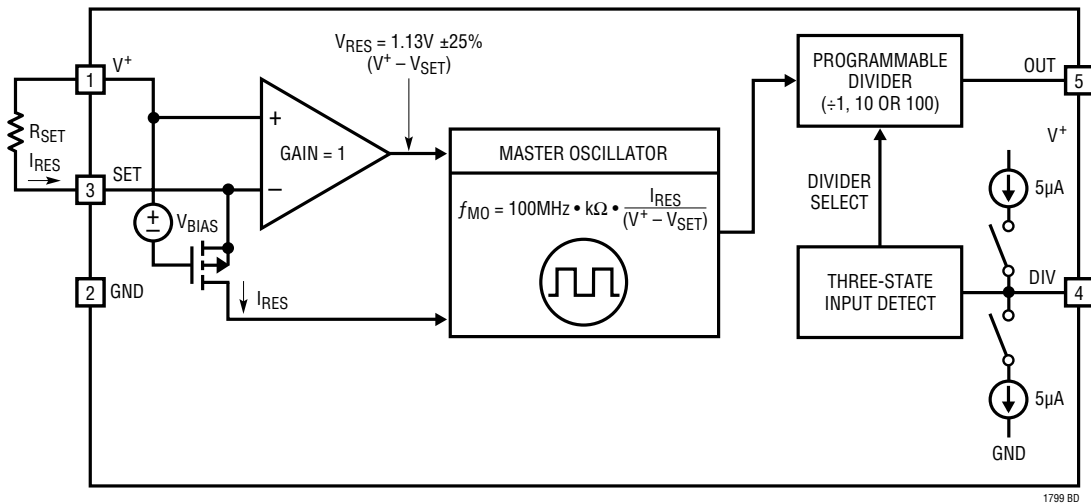 V_RES = 1.13V ±25%
(V⁺ – V_SET)
1
V⁺
R_SET
I_RES
3
SET
+
–
GAIN = 1
+
–
V_BIAS
2
GND
I_RES
MASTER OSCILLATOR
ƒ_MO = 100MHz • kΩ • I_RES / (V⁺ – V_SET)
PROGRAMMABLE
DIVIDER
(÷1, 10 OR 100)
OUT
5
DIVIDER
SELECT
V⁺
5µA
THREE-STATE
INPUT DETECT
DIV
4
5µA
GND
1799 BD